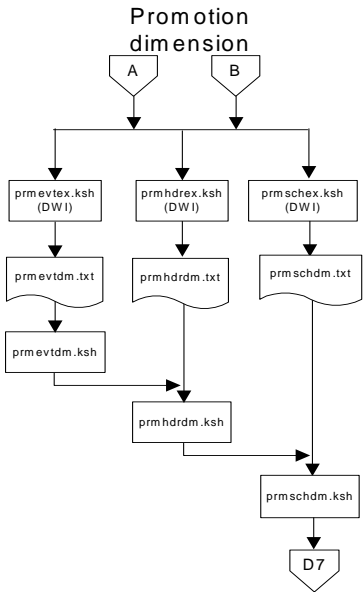 Promotion
dimension
A
B
prmevtex.ksh
(DWI)
prmhdrex.ksh
(DWI)
prmschex.ksh
(DWI)
prmevtdm.txt
prmhdrdm.txt
prmschdm.txt
prmevtdm.ksh
prmhdrdm.ksh
prmschdm.ksh
D7